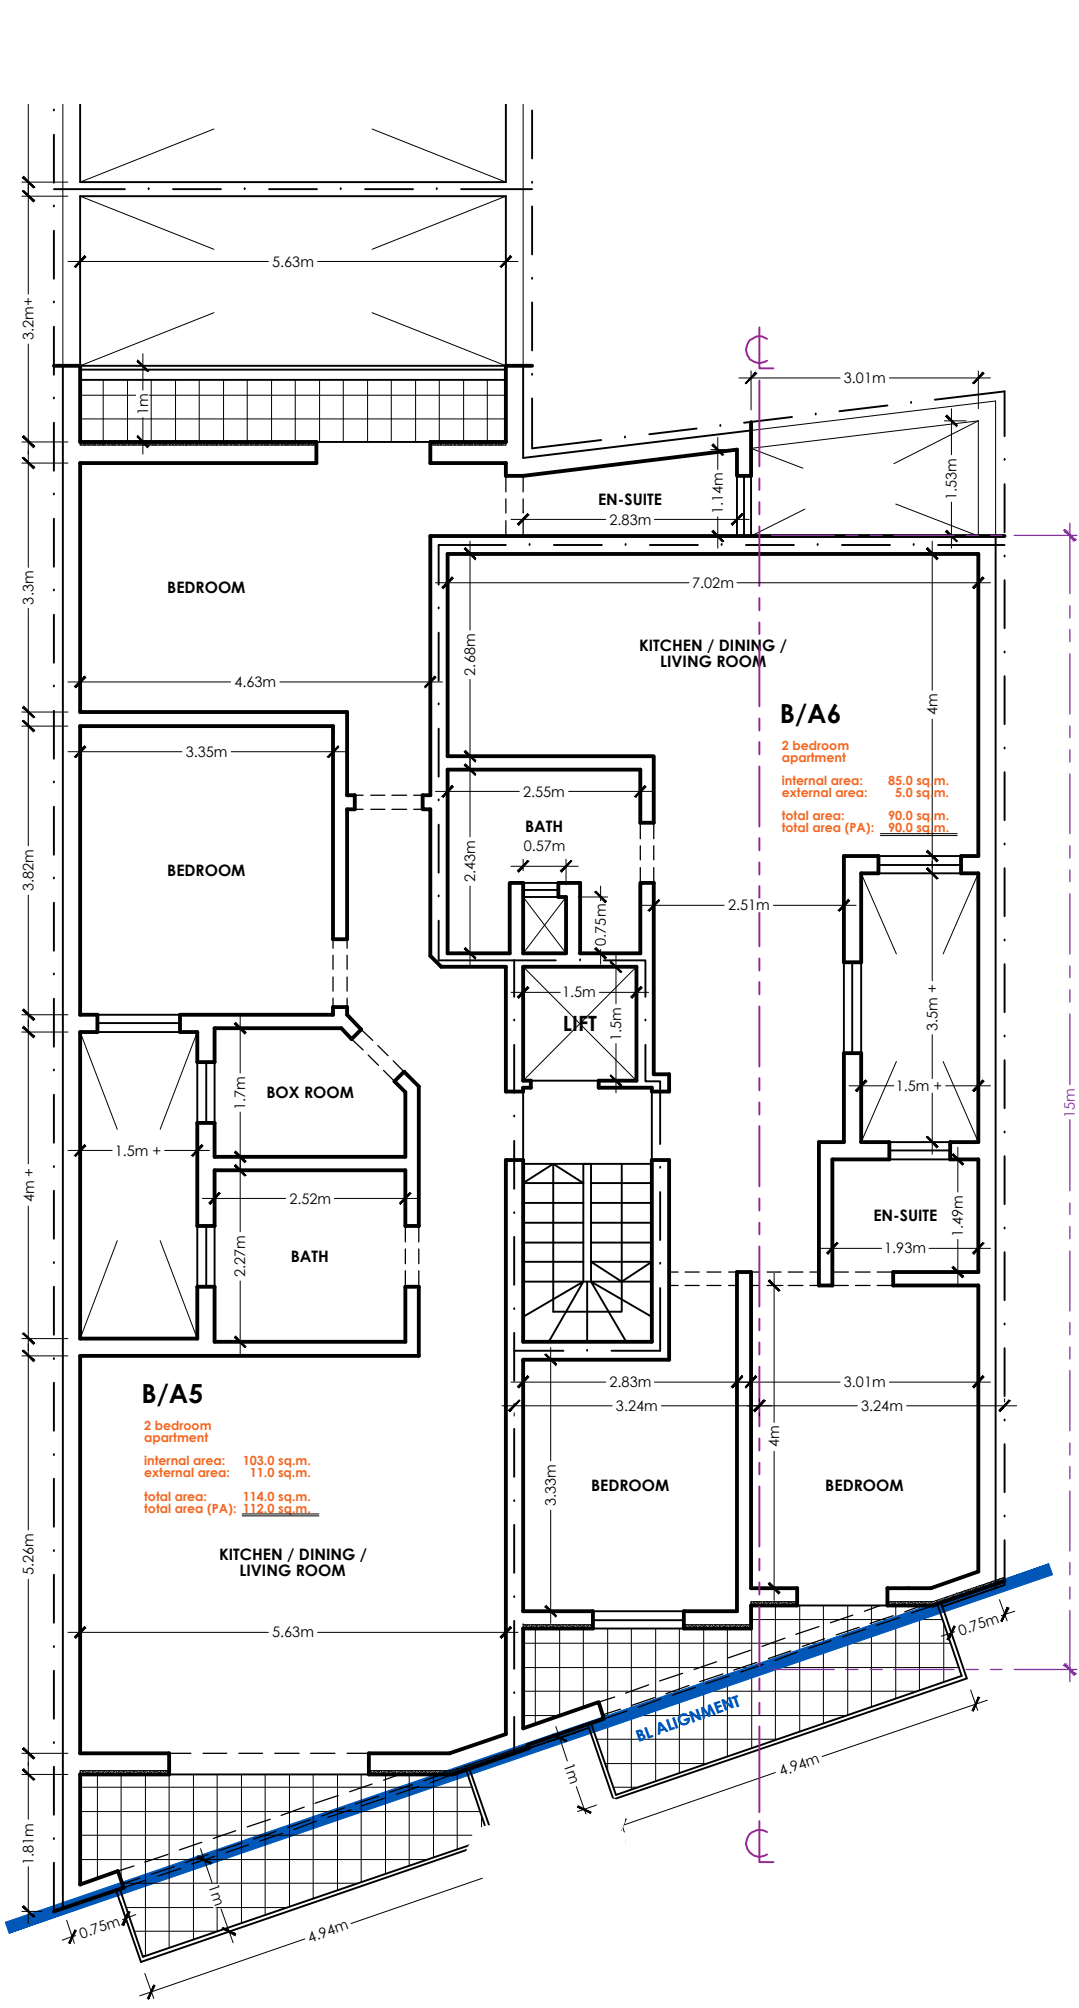 3.2m+
5.63m
1m
3.01m
1.14m
1.53m
EN-SUITE
2.83m
3.3m
BEDROOM
4.63m
7.02m
2.68m
KITCHEN / DINING /
LIVING ROOM
4m
B/A6
2 bedroom
apartment
internal area: 85.0 sq.m.
external area: 5.0 sq.m.
total area: 90.0 sq.m.
total area (PA): 90.0 sq.m.
3.35m
2.55m
BATH
0.57m
2.43m
0.75m
3.82m
BEDROOM
2.51m
1.5m
LIFT
1.5m
3.5m +
1.5m +
15m
BOX ROOM
1.7m
1.5m +
4m +
2.52m
BATH
2.27m
EN-SUITE
1.49m
1.93m
B/A5
2 bedroom
apartment
internal area: 103.0 sq.m.
external area: 11.0 sq.m.
total area: 114.0 sq.m.
total area (PA): 112.0 sq.m.
2.83m
3.01m
3.24m
3.24m
4m
3.33m
BEDROOM
BEDROOM
5.26m
KITCHEN / DINING /
LIVING ROOM
5.63m
0.75m
BL ALIGNMENT
1m
4.94m
1.81m
1m
0.75m
4.94m